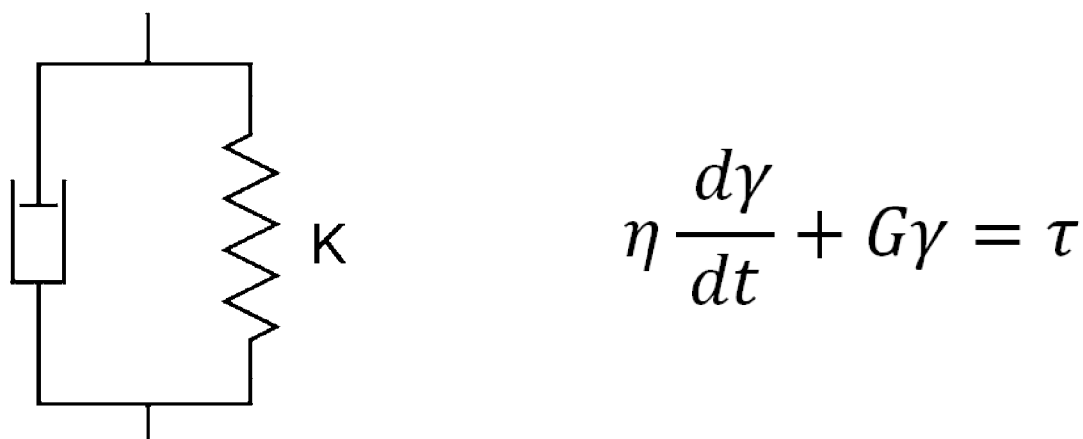 K
η dγ/dt + Gγ = τ